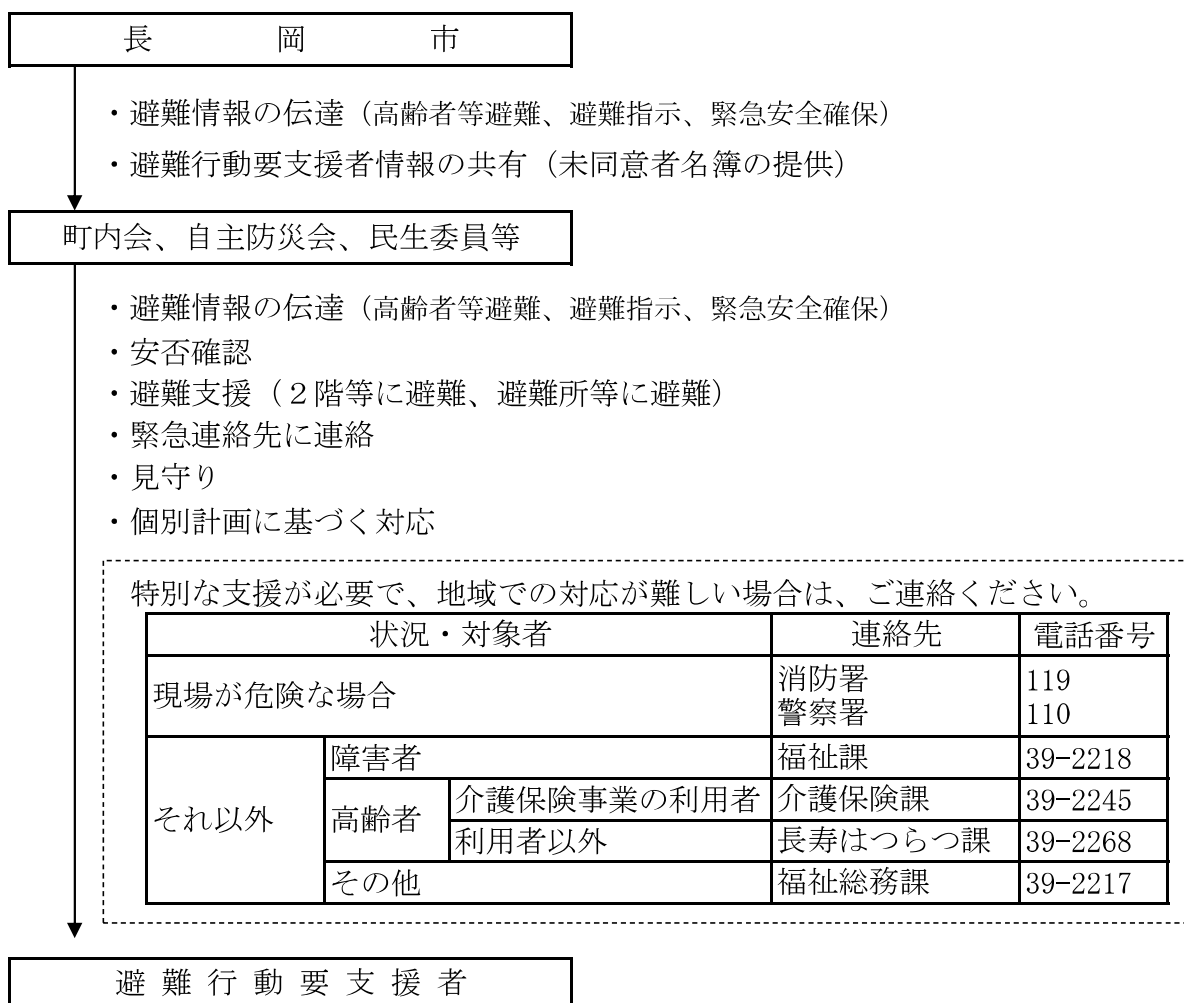 長岡市
・避難情報の伝達（高齢者等避難、避難指示、緊急安全確保）
・避難行動要支援者情報の共有（未同意者名簿の提供）
町内会、自主防災会、民生委員等
・避難情報の伝達（高齢者等避難、避難指示、緊急安全確保）
・安否確認
・避難支援（２階等に避難、避難所等に避難）
・緊急連絡先に連絡
・見守り
・個別計画に基づく対応
特別な支援が必要で、地域での対応が難しい場合は、ご連絡ください。
状況・対象者 連絡先 電話番号
現場が危険な場合 消防署 119
警察署 110
それ以外 障害者 福祉課 39-2218
高齢者 介護保険事業の利用者 介護保険課 39-2245
利用者以外 長寿はつらつ課 39-2268
その他 福祉総務課 39-2217
避難行動要支援者